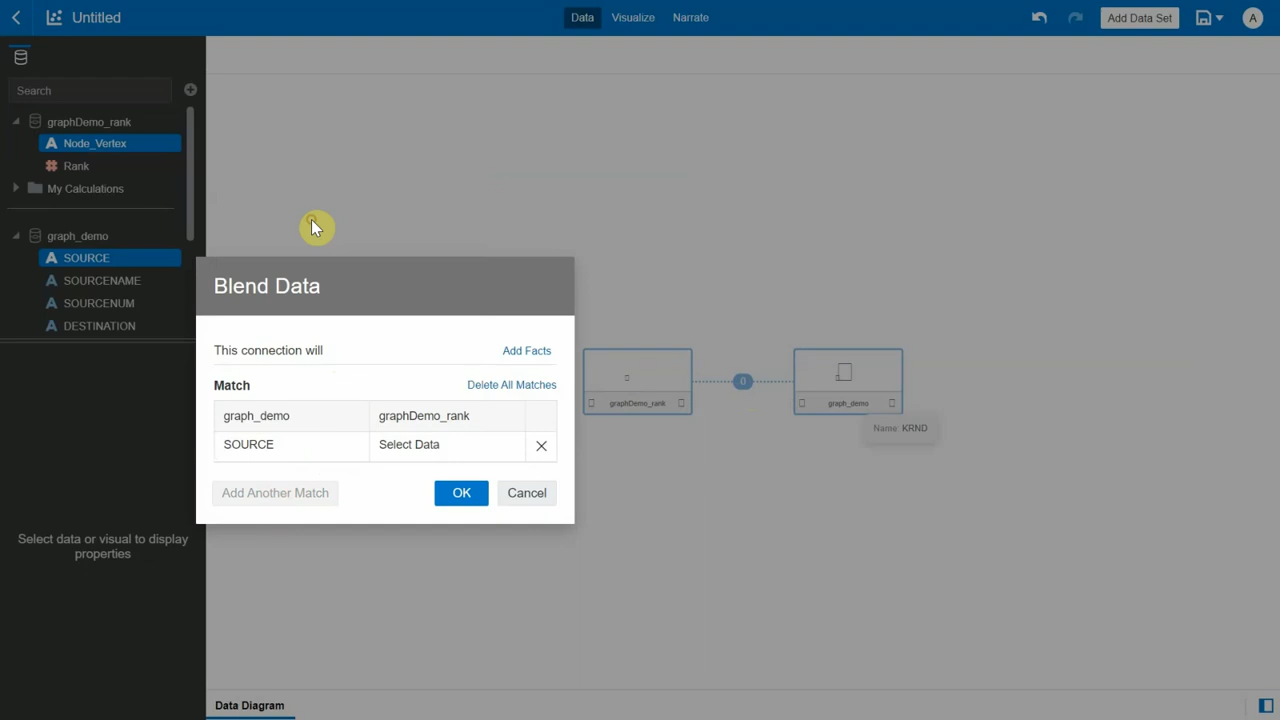 Untitled
Data
Visualize
Narrate
Add Data Set
A
Search
graphDemo_rank
A Node_Vertex
Rank
My Calculations
graph_demo
A SOURCE
A SOURCENAME
A SOURCENUM
A DESTINATION
Select data or visual to display
properties
Blend Data
This connection will
Add Facts
Match
Delete All Matches
graph_demo
graphDemo_rank
SOURCE
Select Data
Add Another Match
OK
Cancel
graphDemo_rank
0
graph_demo
Name: KRND
Data Diagram